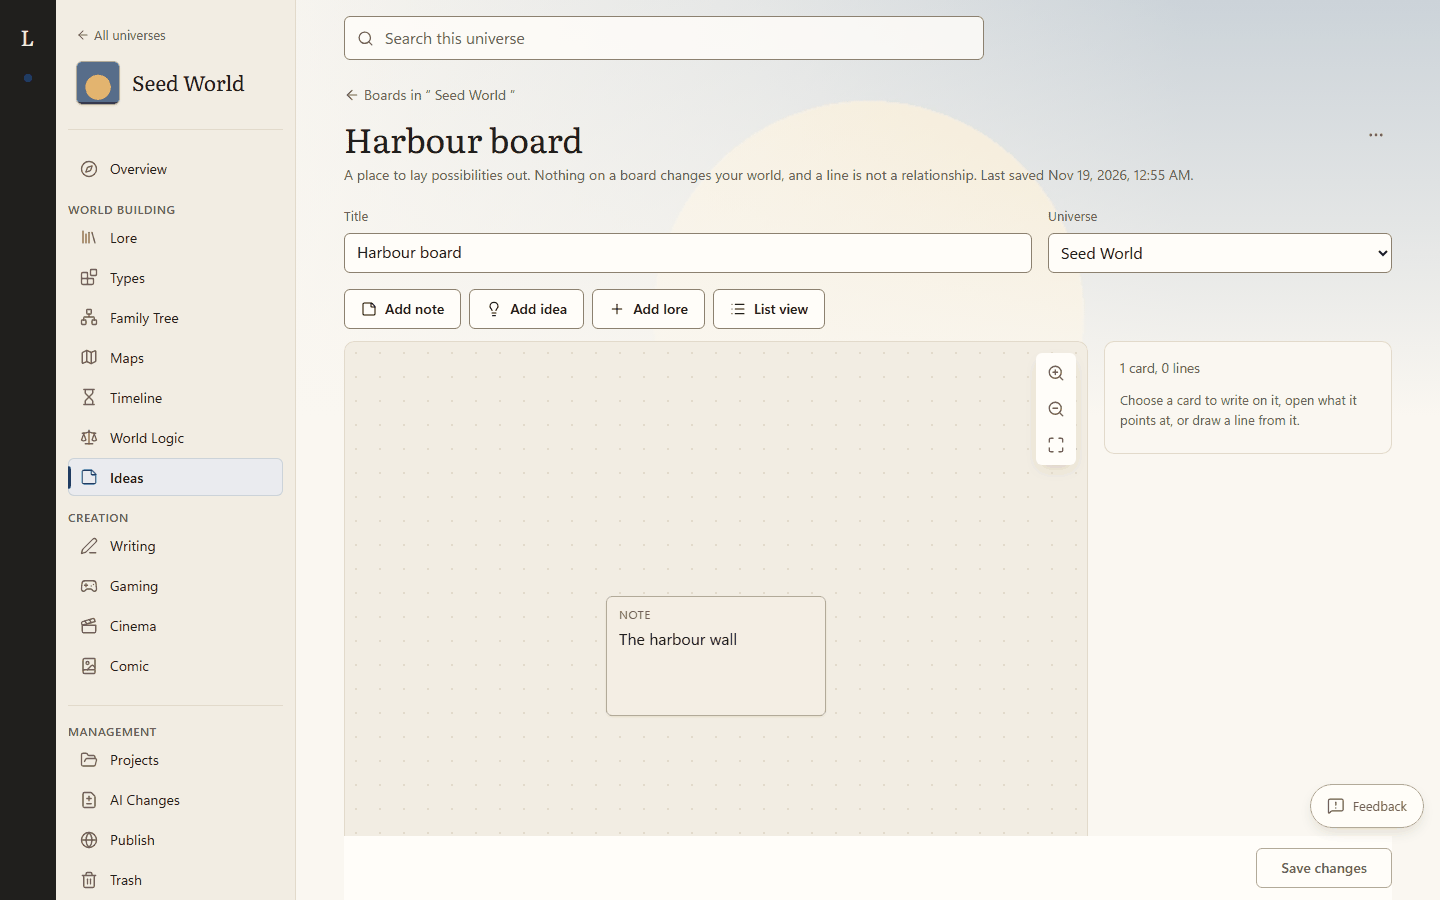 L
All universes
Seed World
Overview
WORLD BUILDING
Lore
Types
Family Tree
Maps
Timeline
World Logic
Ideas
CREATION
Writing
Gaming
Cinema
Comic
MANAGEMENT
Projects
AI Changes
Publish
Trash
Search this universe
Boards in “ Seed World ”
Harbour board
A place to lay possibilities out. Nothing on a board changes your world, and a line is not a relationship. Last saved Nov 19, 2026, 12:55 AM.
Title
Universe
Harbour board
Seed World
Add note
Add idea
Add lore
List view
1 card, 0 lines
Choose a card to write on it, open what it
points at, or draw a line from it.
NOTE
The harbour wall
Feedback
Save changes